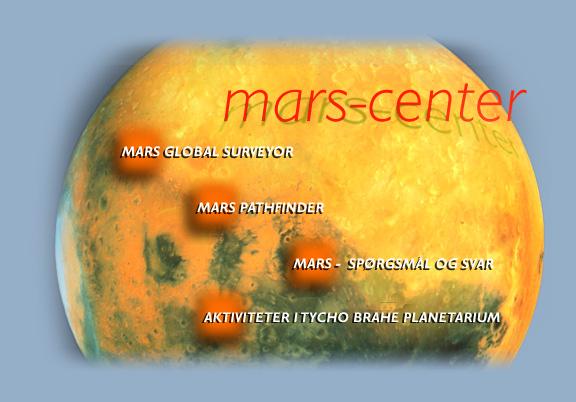 mars-center
MARS GLOBAL SURVEYOR
MARS PATHFINDER
MARS - SPØRGSMÅL OG SVAR
AKTIVITETER I TYCHO BRAHE PLANETARIUM